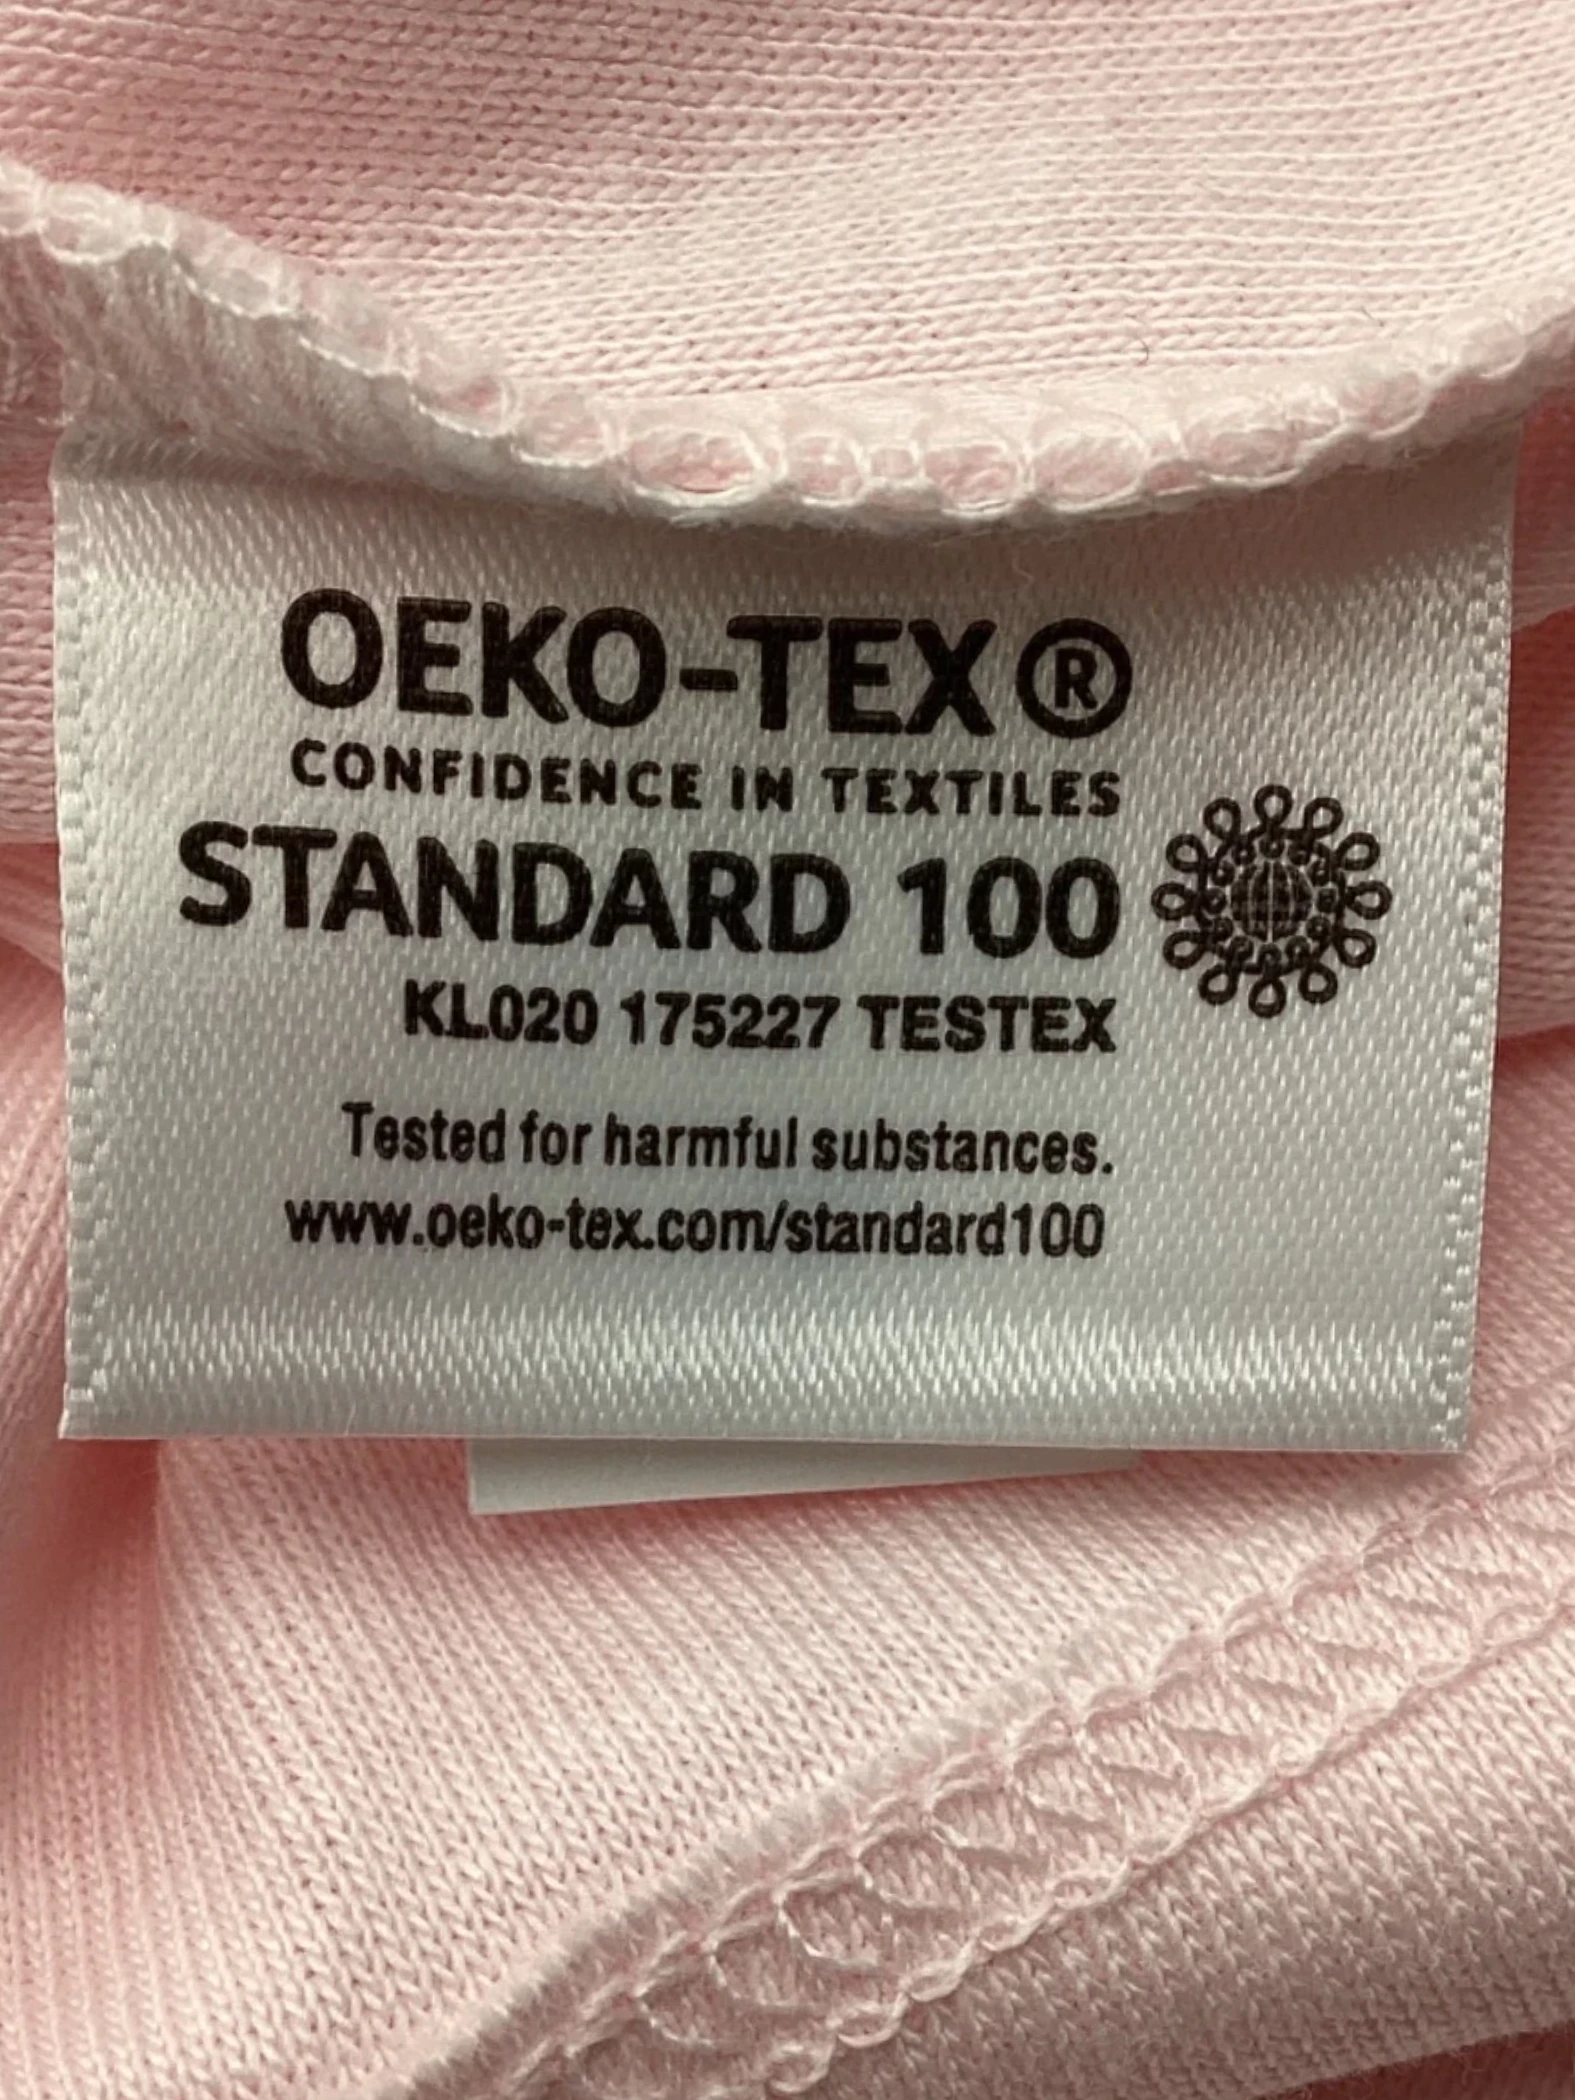 OEKO-TEX®
CONFIDENCE IN TEXTILES
STANDARD 100
KL020 175227 TESTEX
Tested for harmful substances.
www.oeko-tex.com/standard100